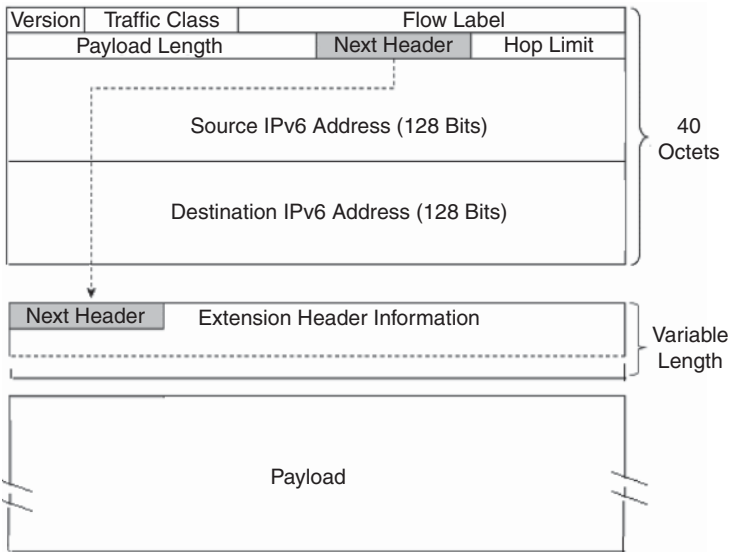 Version Traffic Class Flow Label
Payload Length Next Header Hop Limit
Source IPv6 Address (128 Bits)
40
Octets
Destination IPv6 Address (128 Bits)
Next Header Extension Header Information
Variable
Length
Payload